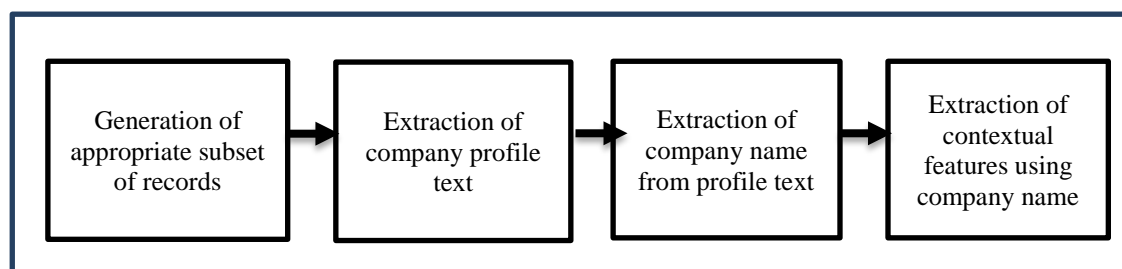 Generation of
appropriate subset
of records
Extraction of
company profile
text
Extraction of
company name
from profile text
Extraction of
contextual
features using
company name